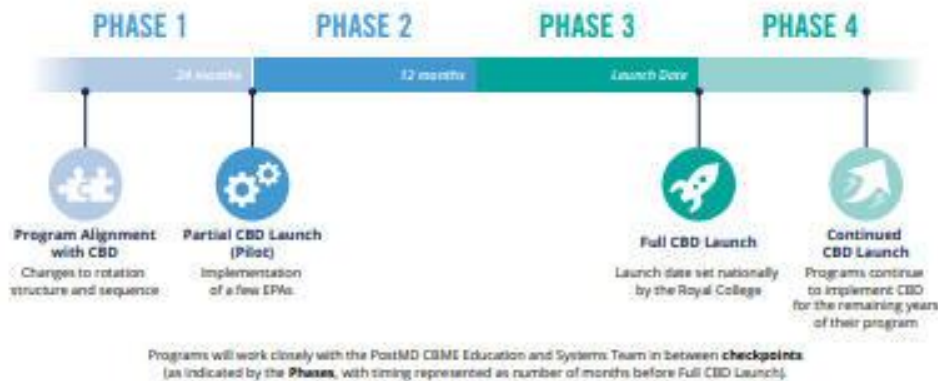 PHASE 1
PHASE 2
PHASE 3
PHASE 4
24 months
12 months
Launch Date
Program Alignment
with CBD
Changes to rotation
structure and sequence
Partial CBD Launch
(Pilot)
Implementation
of a few EPAs
Full CBD Launch
Launch date set nationally
by the Royal College
Continued
CBD Launch
Programs continue
to implement CBD
for the remaining years
of their program
Programs will work closely with the PostMD CBME Education and Systems Team in between checkpoints
(as indicated by the Phases, with timing represented as number of months before Full CBD Launch).